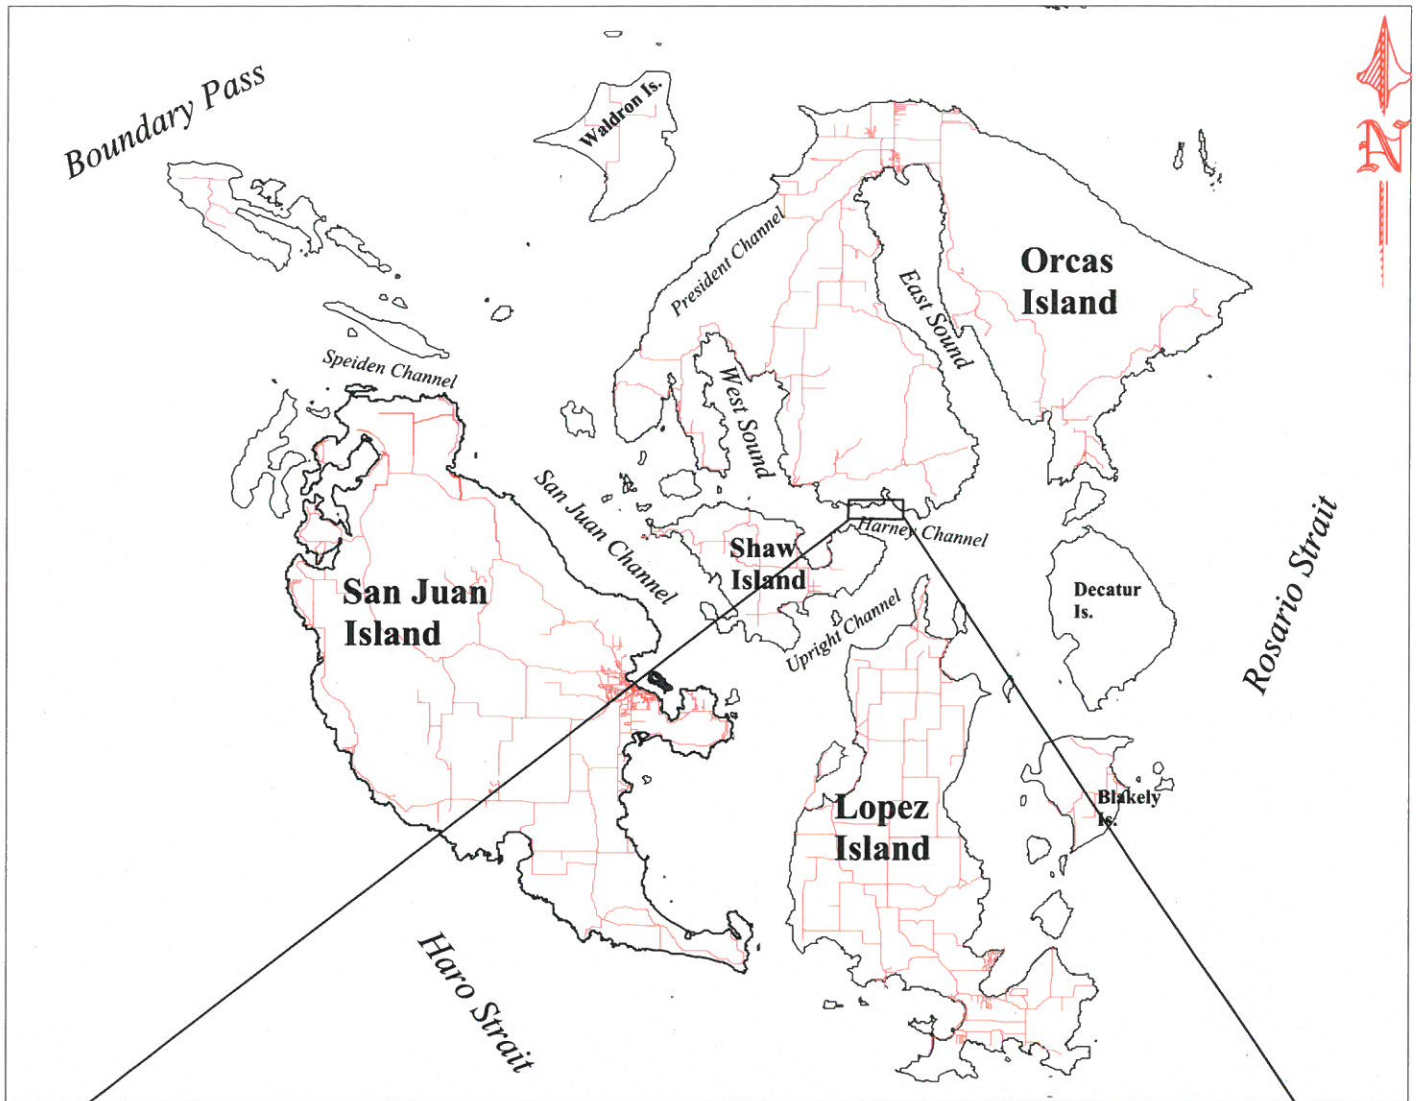 Boundary Pass
Waldron Is.
N
President Channel
Orcas
Island
East Sound
Speiden Channel
West Sound
San Juan Channel
Harney Channel
Shaw
Island
San Juan
Island
Decatur
Is.
Upright Channel
Rosario Strait
Lopez
Island
Blakely
Is.
Haro Strait